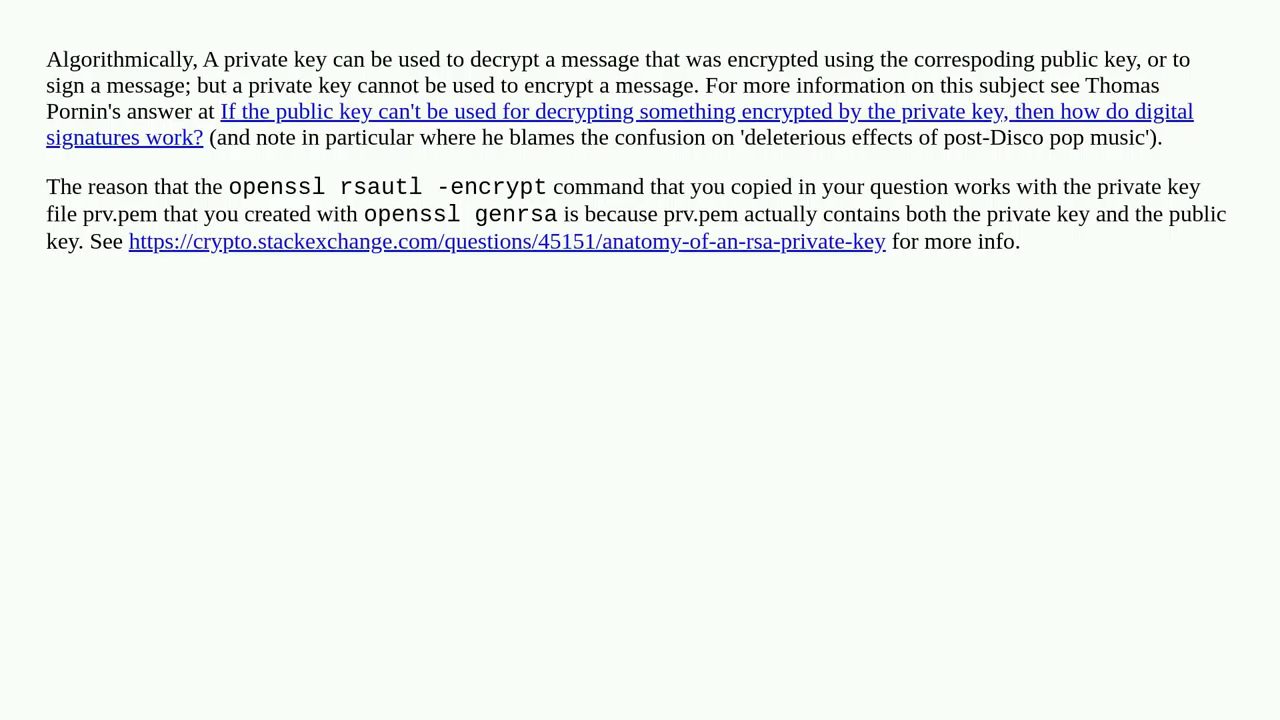 Algorithmically, A private key can be used to decrypt a message that was encrypted using the correspoding public key, or to
sign a message; but a private key cannot be used to encrypt a message. For more information on this subject see Thomas
Pornin's answer at If the public key can't be used for decrypting something encrypted by the private key, then how do digital
signatures work? (and note in particular where he blames the confusion on 'deleterious effects of post-Disco pop music').
The reason that the openssl rsautl -encrypt command that you copied in your question works with the private key
file prv.pem that you created with openssl genrsa is because prv.pem actually contains both the private key and the public
key. See https://crypto.stackexchange.com/questions/45151/anatomy-of-an-rsa-private-key for more info.